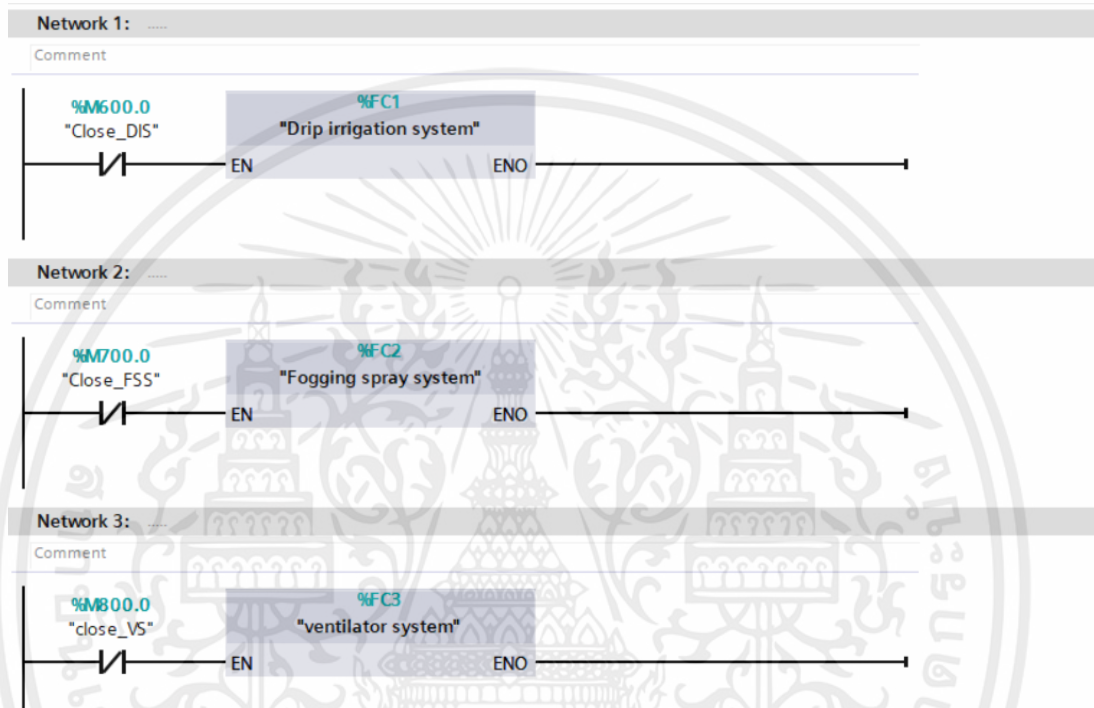 Network 1: .....
Comment
%M600.0
"Close_DIS"
%FC1
"Drip irrigation system"
EN
ENO
Network 2: .....
Comment
%M700.0
"Close_FSS"
%FC2
"Fogging spray system"
EN
ENO
Network 3: .....
Comment
%M800.0
"close_VS"
%FC3
"ventilator system"
EN
ENO